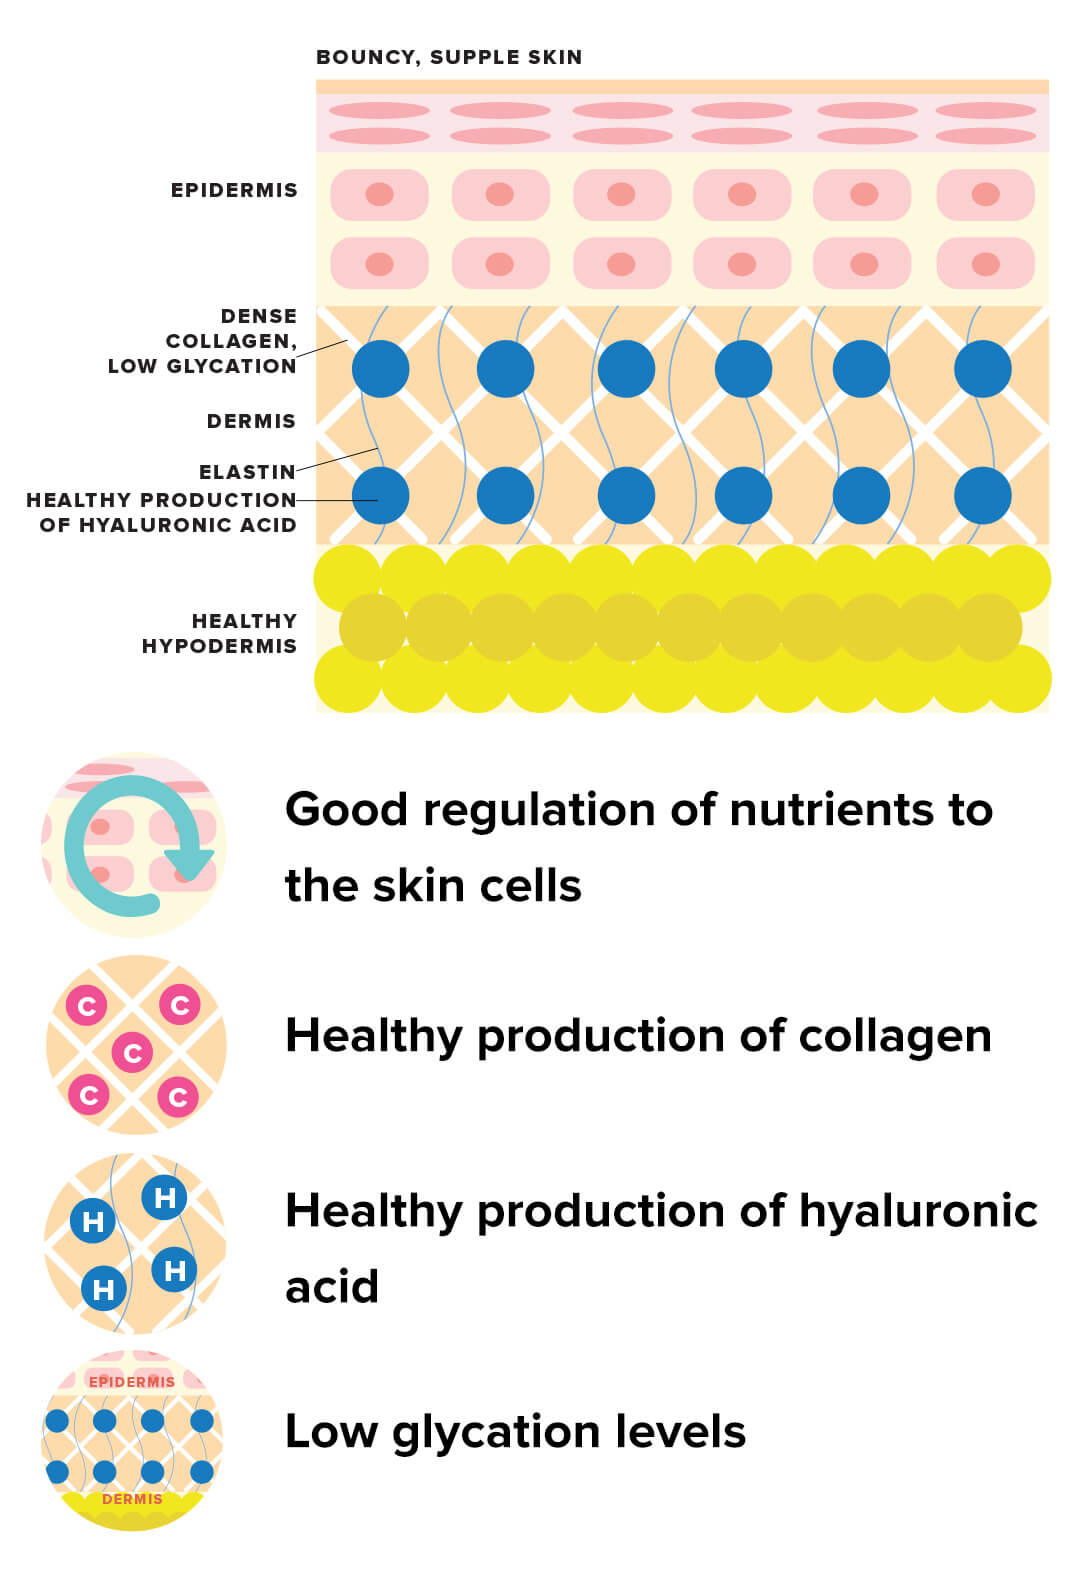 BOUNCY, SUPPLE SKIN
EPIDERMIS
DENSE
COLLAGEN,
LOW GLYCATION
DERMIS
ELASTIN
HEALTHY PRODUCTION
OF HYALURONIC ACID
HEALTHY
HYPODERMIS
Good regulation of nutrients to
the skin cells
C C
C
C C
Healthy production of collagen
H H
H H
Healthy production of hyaluronic
acid
EPIDERMIS
DERMIS
Low glycation levels